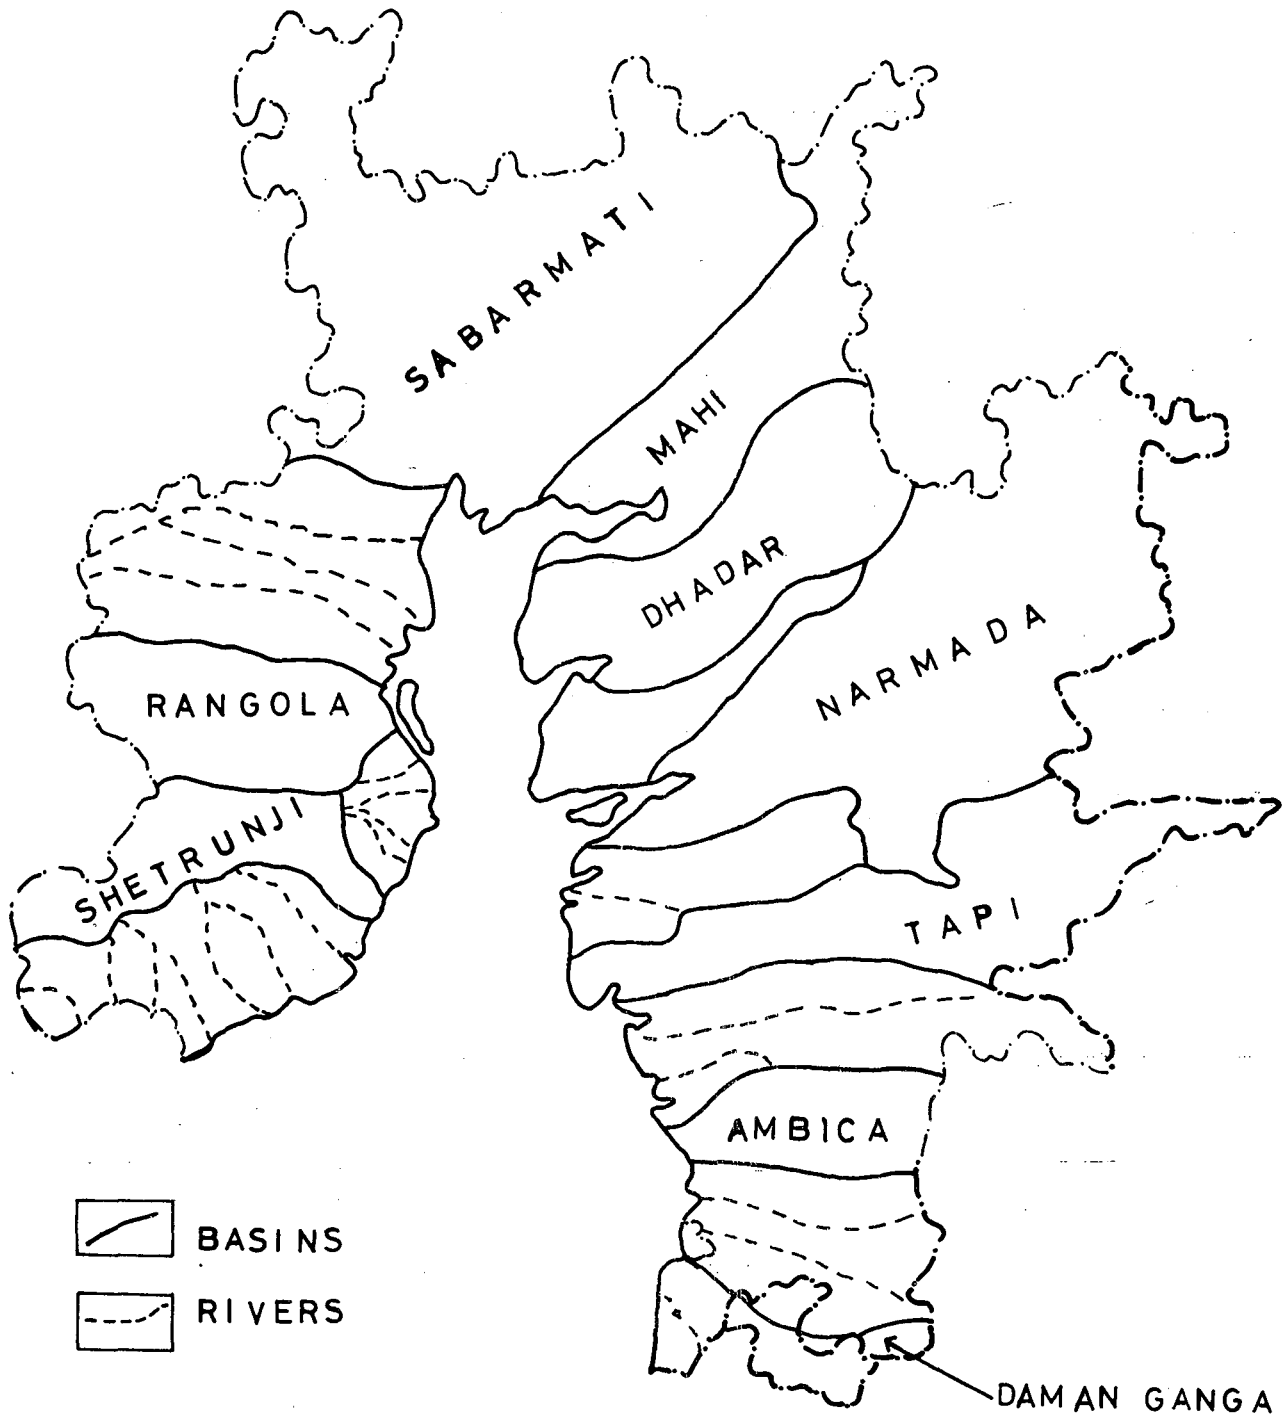 SABARMATI
MAHI
DHADAR
NARMADA
RANGOLA
SHETRUNJI
TAPI
AMBICA
BASINS
RIVERS
DAMAN GANGA